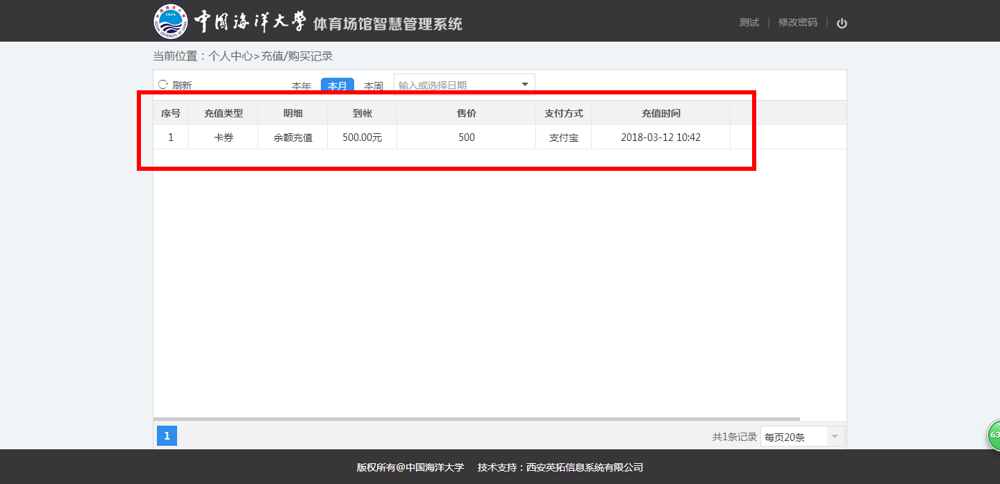 1924
OCEAN UNIVERSITY OF CHINA
中国海洋大学 体育场馆智慧管理系统
测试 | 修改密码 |
当前位置：个人中心>充值/购买记录
刷新 本年 本月 本周 输入或选择日期
序号 充值类型 明细 到帐 售价 支付方式 充值时间
1 卡券 余额充值 500.00元 500 支付宝 2018-03-12 10:42
1 共1条记录 每页20条
63
版权所有@中国海洋大学 技术支持：西安英拓信息系统有限公司